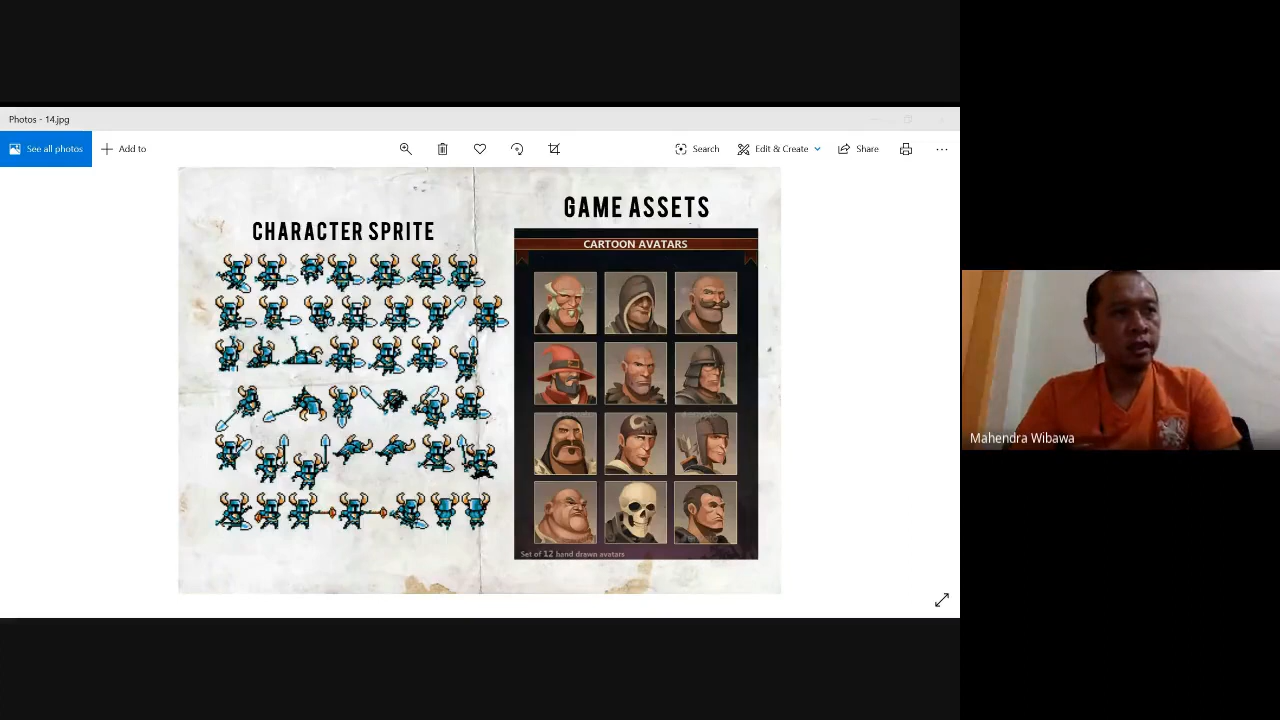 Photos - 14.jpg
See all photos
Add to
Search
Edit & Create
Share
CHARACTER SPRITE
GAME ASSETS
CARTOON AVATARS
Set of 12 hand drawn avatars
Mahendra Wibawa